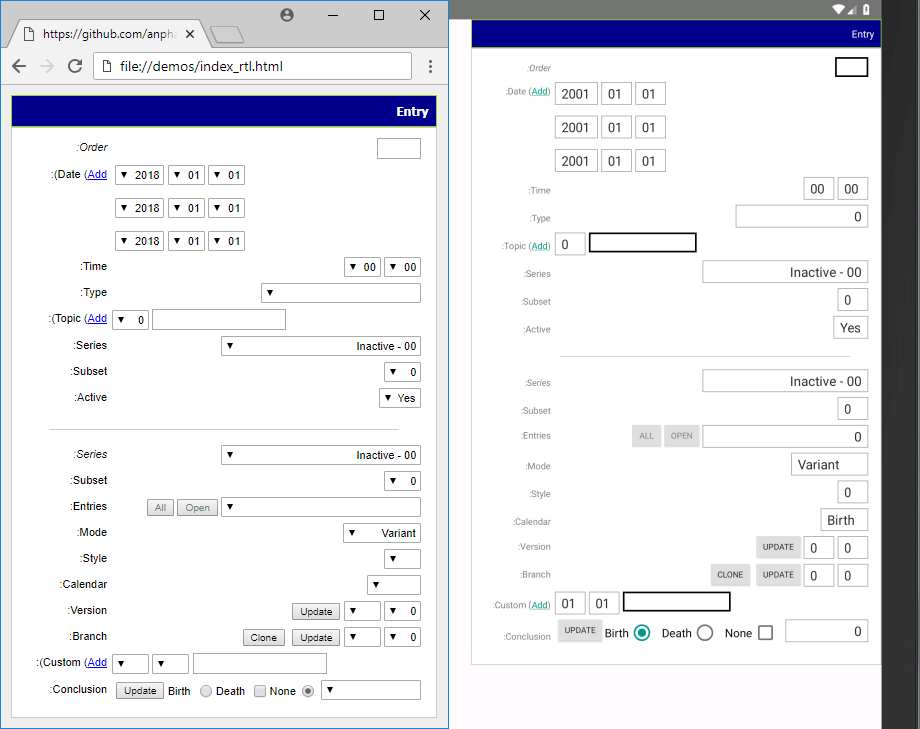 https://github.com/anpha
file://demos/index_rtl.html
Entry
:Order
:(Date (Add 2018 01 01
2018 01 01
2018 01 01
:Time 00 00
:Type
:(Topic (Add 0
:Series Inactive - 00
:Subset 0
:Active Yes
:Series Inactive - 00
:Subset 0
:Entries All Open
:Mode Variant
:Style
:Calendar
:Version Update 0
:Branch Clone Update 0
:(Custom (Add
:Conclusion Update Birth Death None
Entry
:Order
:Date (Add) 2001 01 01
2001 01 01
2001 01 01
:Time 00 00
:Type 0
:Topic (Add) 0
:Series Inactive - 00
:Subset 0
:Active Yes
:Series Inactive - 00
:Subset 0
:Entries ALL OPEN 0
:Mode Variant
:Style 0
:Calendar Birth
:Version UPDATE 0 0
:Branch CLONE UPDATE 0 0
:Custom (Add) 01 01
:Conclusion UPDATE Birth Death None 0